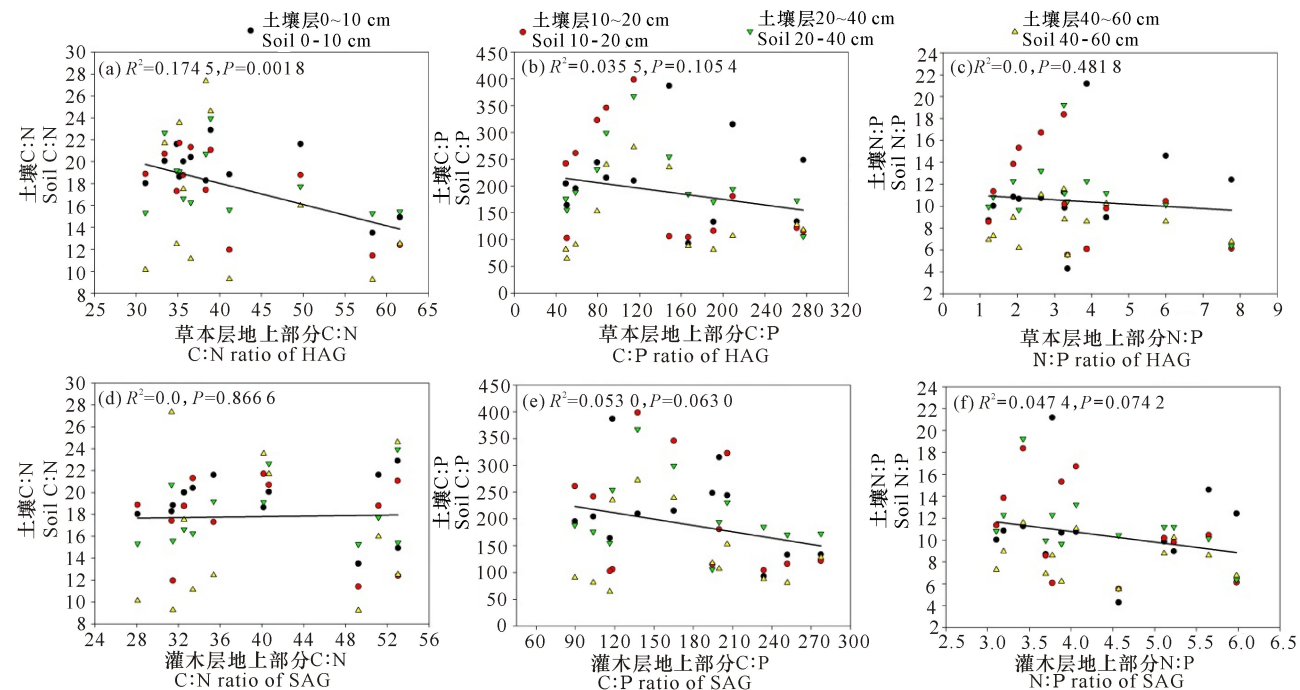 土壤层0~10 cm
Soil 0-10 cm
土壤层10~20 cm
Soil 10-20 cm
土壤层20~40 cm
Soil 20-40 cm
土壤层40~60 cm
Soil 40-60 cm
(a) R²=0.174 5,P=0.001 8
土壤C∶N
Soil C∶N
30
28
26
24
22
20
18
16
14
12
10
8
25 30 35 40 45 50 55 60 65
草本层地上部分C∶N
C∶N ratio of HAG
(b) R²=0.035 5, P=0.105 4
土壤C∶P
Soil C∶P
450
400
350
300
250
200
150
100
50
0
0 40 80 120 160 200 240 280 320
草本层地上部分C∶P
C∶P ratio of HAG
(c) R²=0.0, P=0.481 8
土壤N∶P
Soil N∶P
24
22
20
18
16
14
12
10
8
6
4
2
0 1 2 3 4 5 6 7 8 9
草本层地上部分N∶P
N∶P ratio of HAG
(d) R²=0.0, P=0.866 6
土壤C∶N
Soil C∶N
30
28
26
24
22
20
18
16
14
12
10
8
24 28 32 36 40 44 48 52 56
灌木层地上部分C∶N
C∶N ratio of SAG
(e) R²=0.053 0,P=0.063 0
土壤C∶P
Soil C∶P
450
400
350
300
250
200
150
100
50
0
60 90 120 150 180 210 240 270 300
灌木层地上部分C∶P
C∶P ratio of SAG
(f) R²=0.047 4,P=0.074 2
土壤N∶P
Soil N∶P
24
22
20
18
16
14
12
10
8
6
4
2
2.5 3.0 3.5 4.0 4.5 5.0 5.5 6.0 6.5
灌木层地上部分N∶P
N∶P ratio of SAG